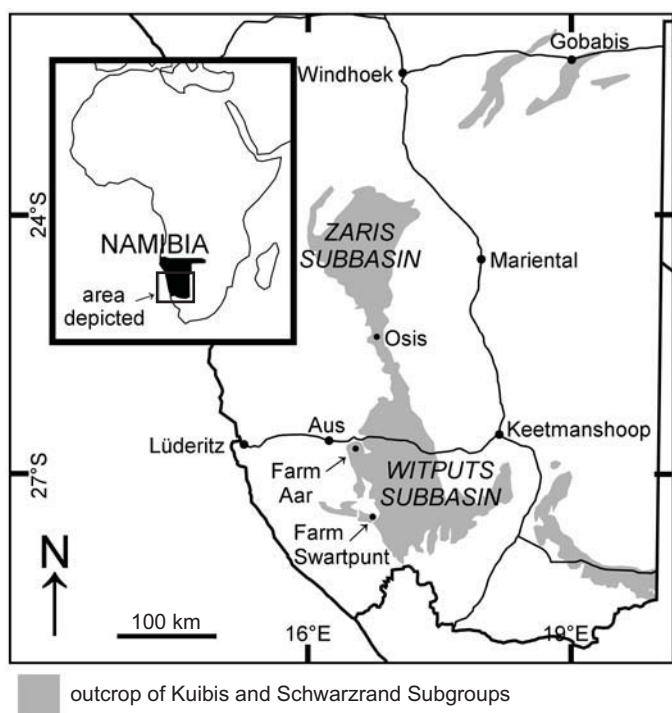 Gobabis
Windhoek
24°S
NAMIBIA
area
depicted
ZARIS
SUBBASIN
Mariental
Osis
Aus
Lüderitz
Keetmanshoop
27°S
Farm
Aar
WITPUTS
SUBBASIN
Farm
Swartpunt
N
100 km
16°E
19°E
outcrop of Kuibis and Schwarzrand Subgroups